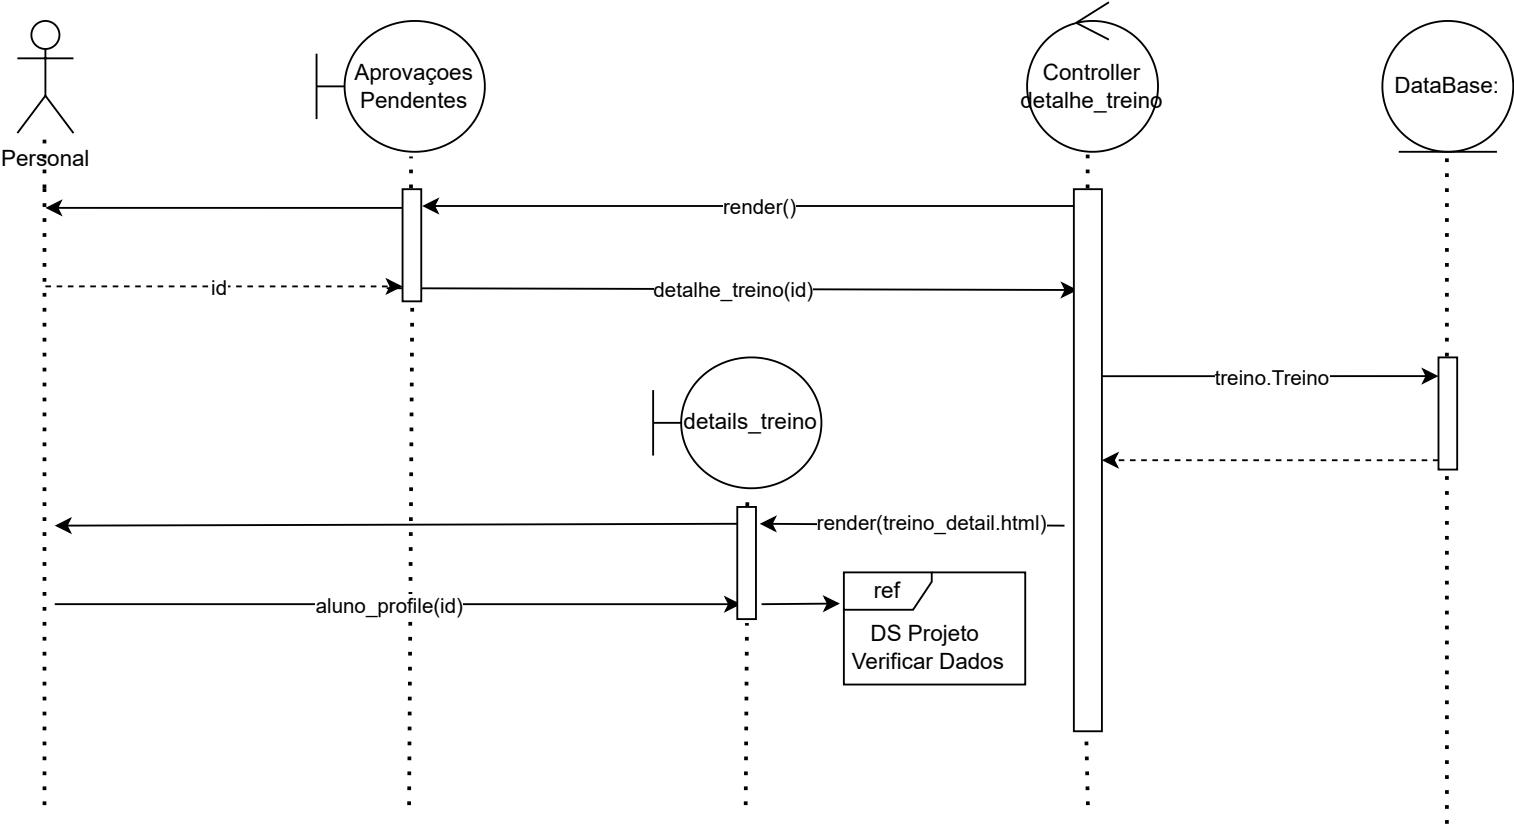 Aprovaçoes
Pendentes
Controller
detalhe_treino
DataBase:
Personal
render()
id
detalhe_treino(id)
treino.Treino
details_treino
render(treino_detail.html)
aluno_profile(id)
ref
DS Projeto
Verificar Dados